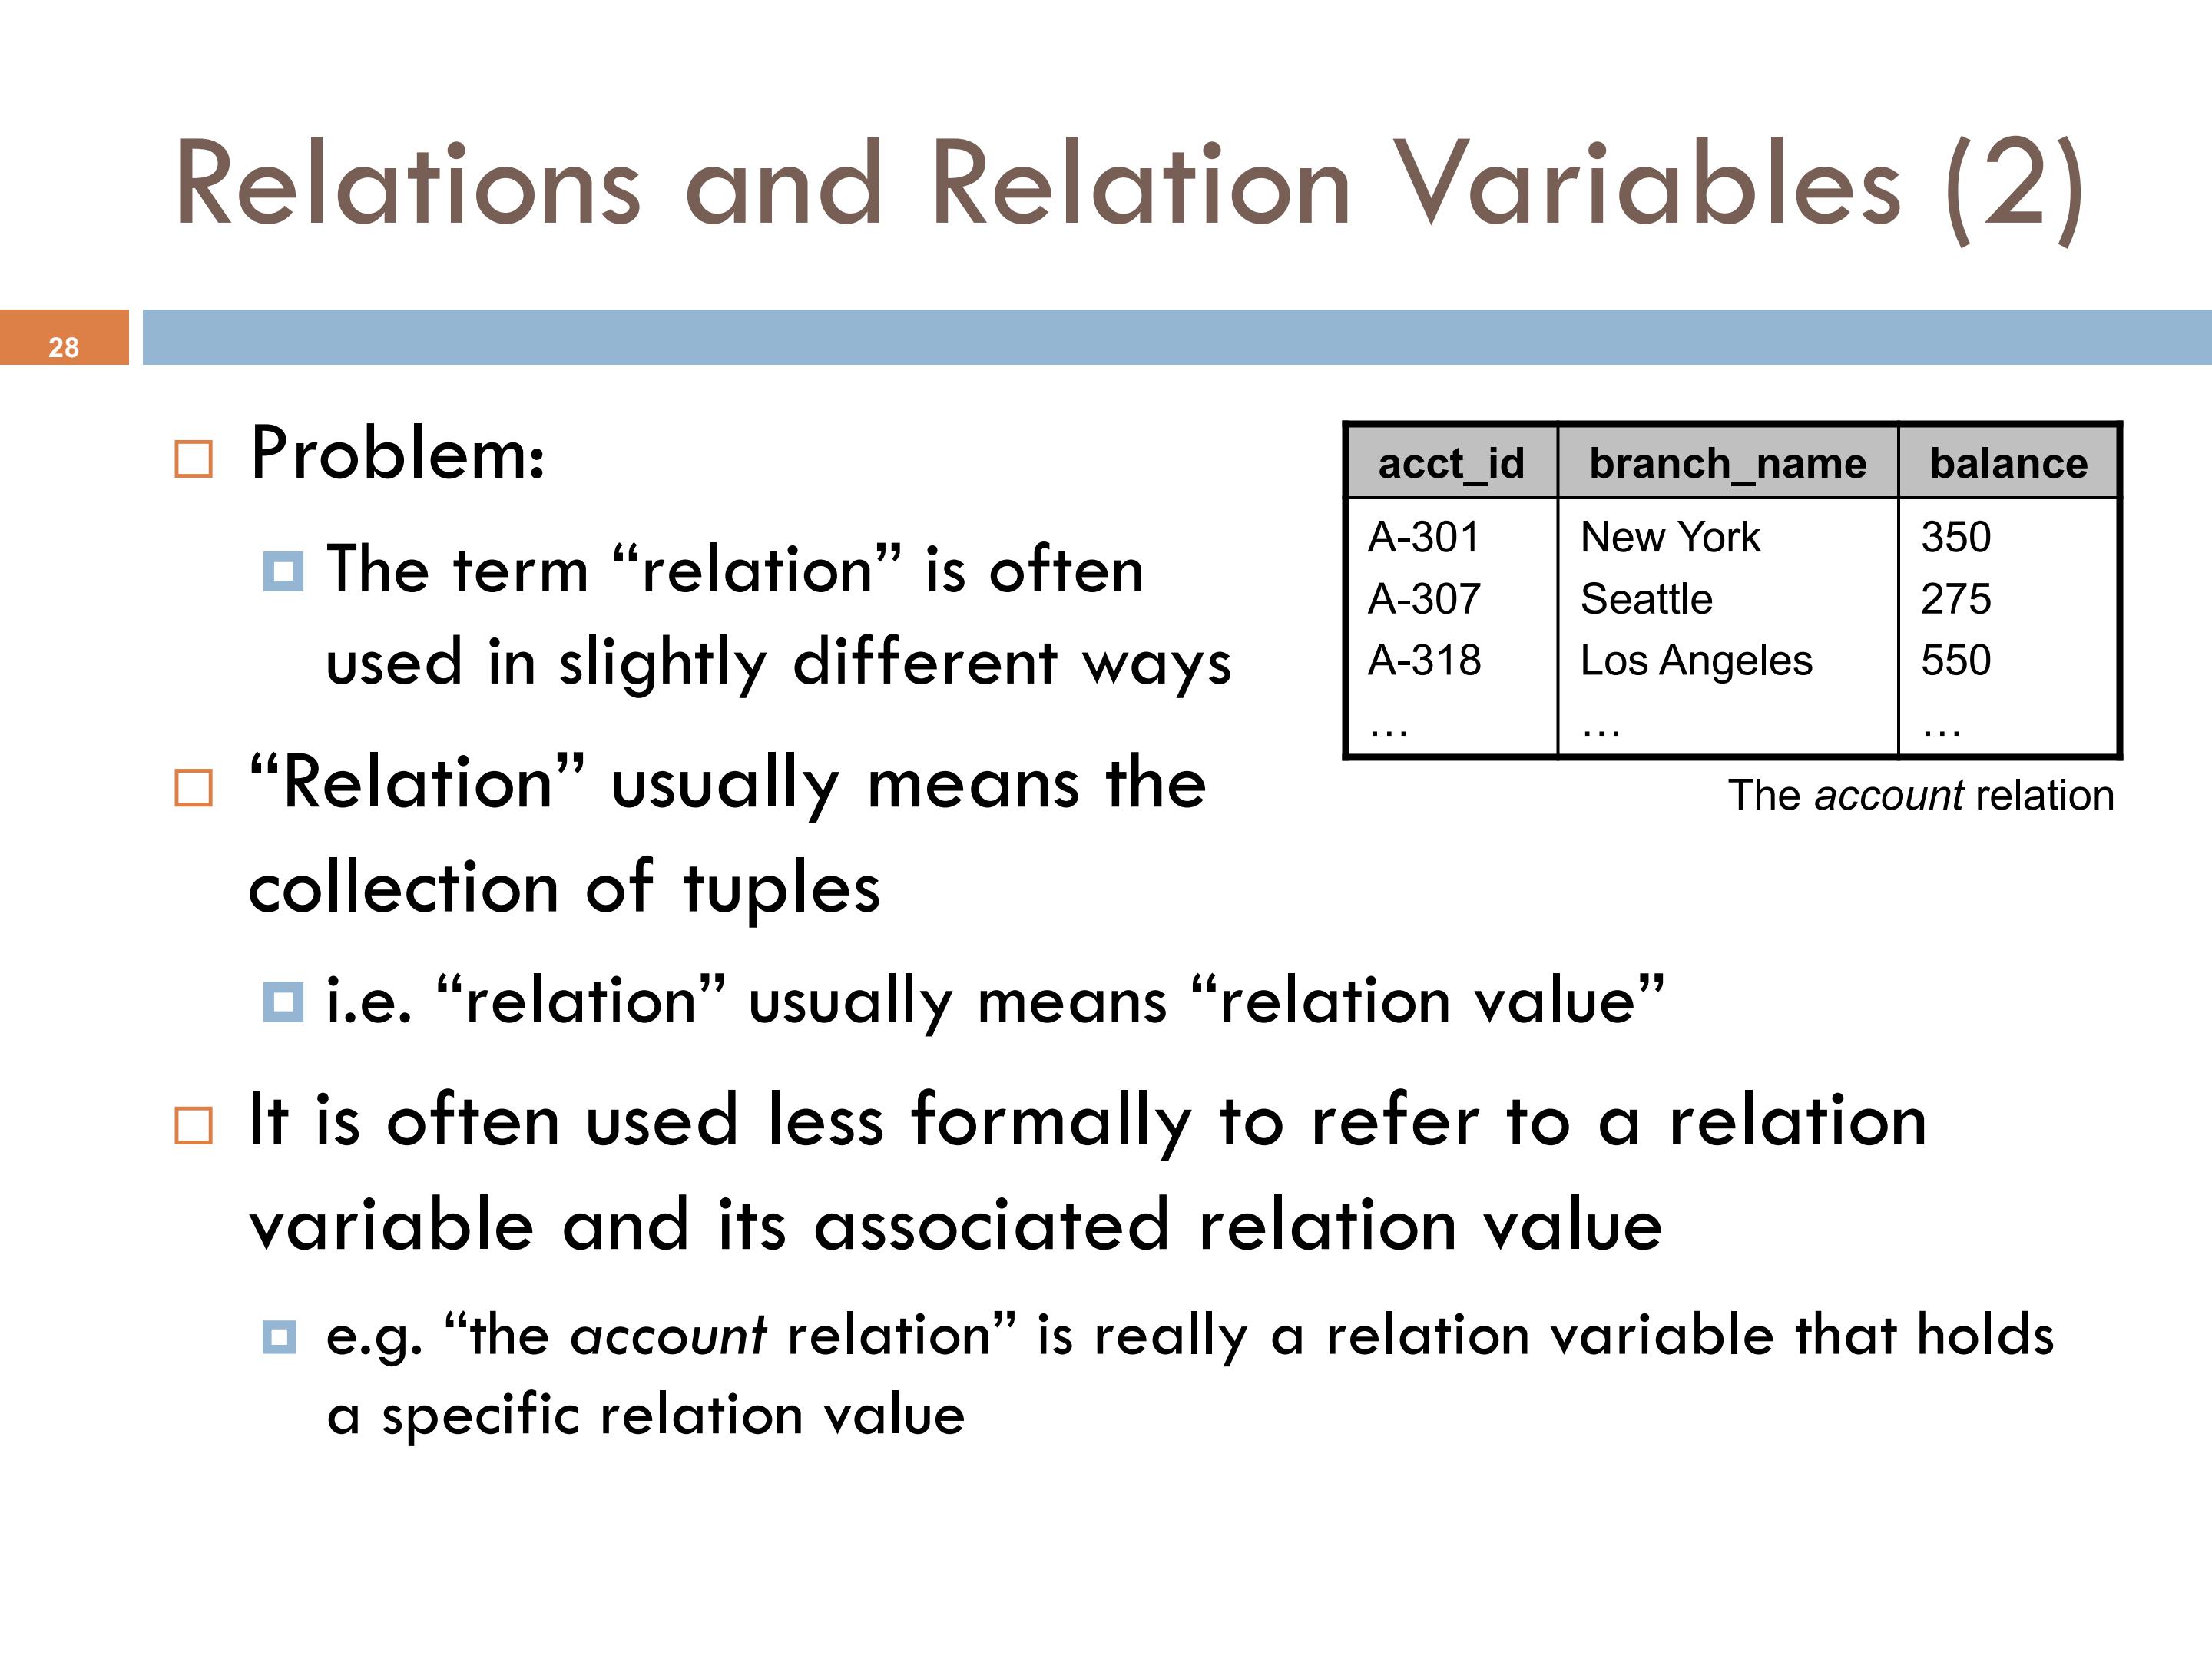 Relations and Relation Variables (2)
28
Problem:
The term “relation” is often
used in slightly different ways
“Relation” usually means the
collection of tuples
i.e. “relation” usually means “relation value”
It is often used less formally to refer to a relation
variable and its associated relation value
e.g. “the account relation” is really a relation variable that holds
a specific relation value
acct_id branch_name balance
A-301 New York 350
A-307 Seattle 275
A-318 Los Angeles 550
… … …
The account relation